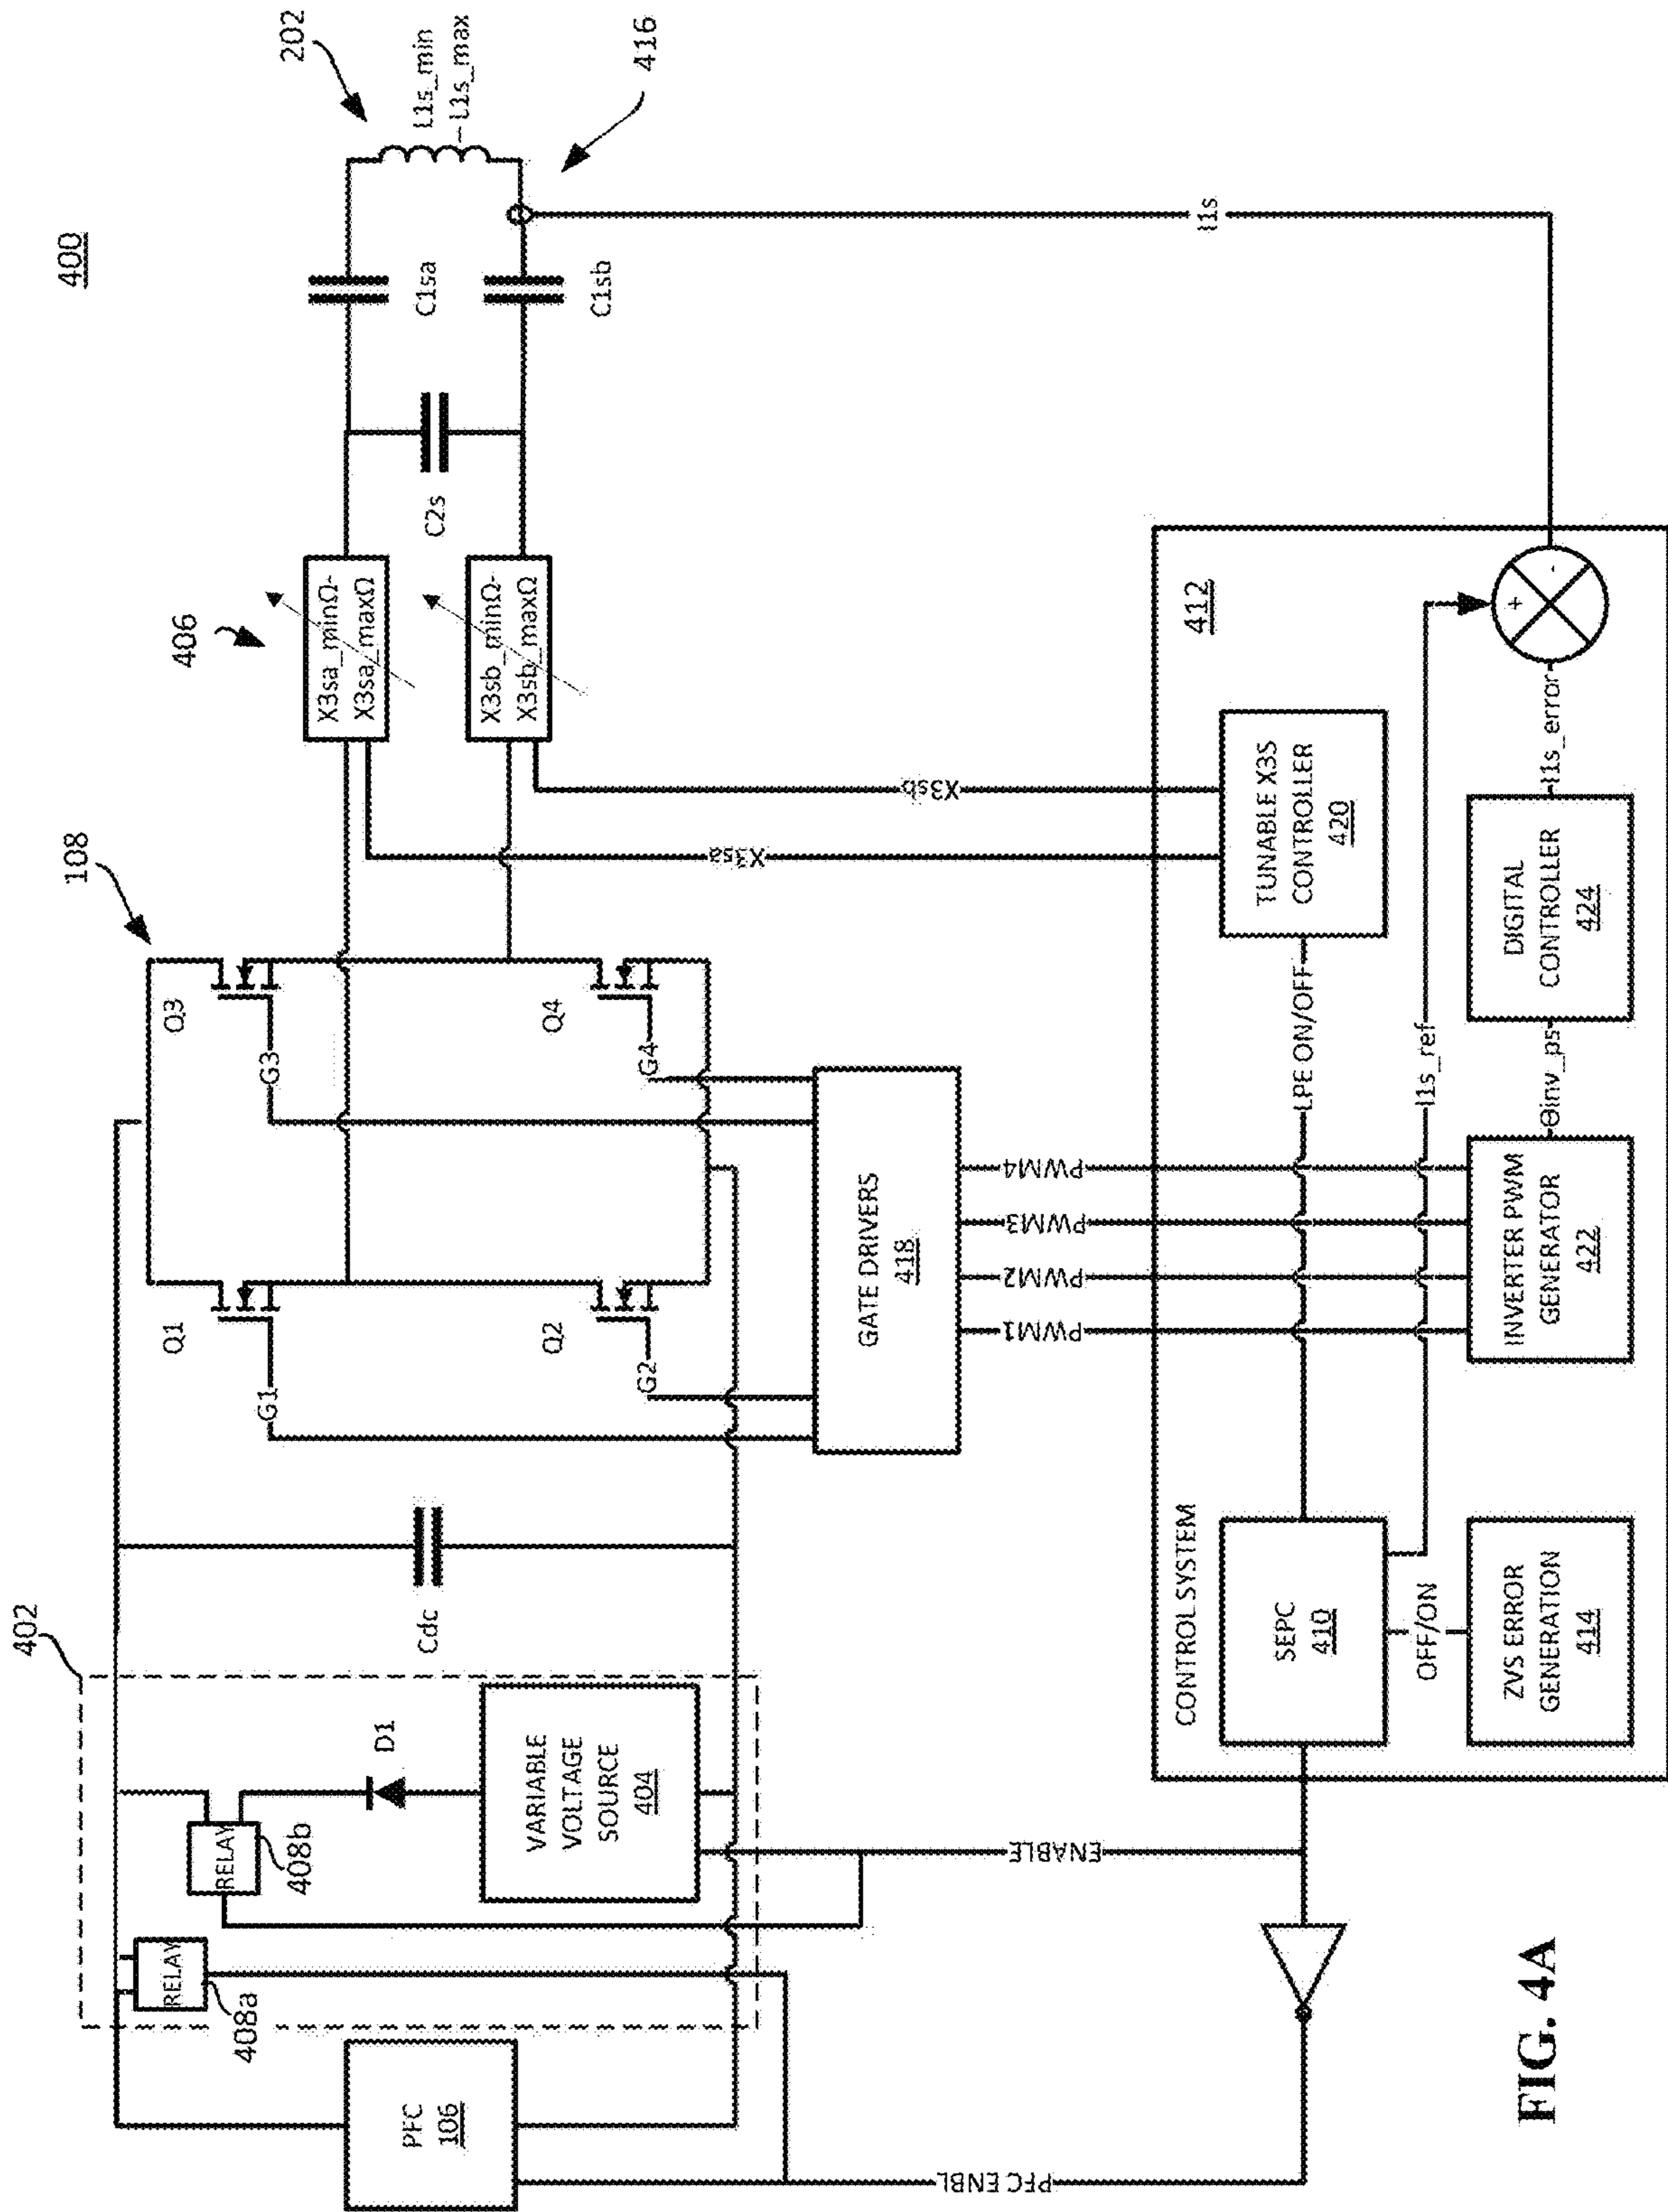 400
402
108
406
202
L1s_min
– L1s_max
416
Q1
Q3
X3sa_minΩ-
X3sa_maxΩ
C1sa
RELAY
408a
RELAY
408b
G1
G3
D1
Cdc
C2s
X3sb_minΩ-
X3sb_maxΩ
C1sb
PFC
106
VARIABLE
VOLTAGE
SOURCE
404
Q2
Q4
G2
G4
GATE DRIVERS
418
X3sa
X3sb
I1s
PFC ENBL
ENABLE
PWM1
PWM2
PWM3
PWM4
CONTROL SYSTEM
412
SEPC
410
LPE ON/OFF
TUNABLE X3S
CONTROLLER
420
OFF/ON
I1s_ref
+
-
ZVS ERROR
GENERATION
414
INVERTER PWM
GENERATOR
422
Θinv_ps
DIGITAL
CONTROLLER
424
I1s_error
FIG. 4A